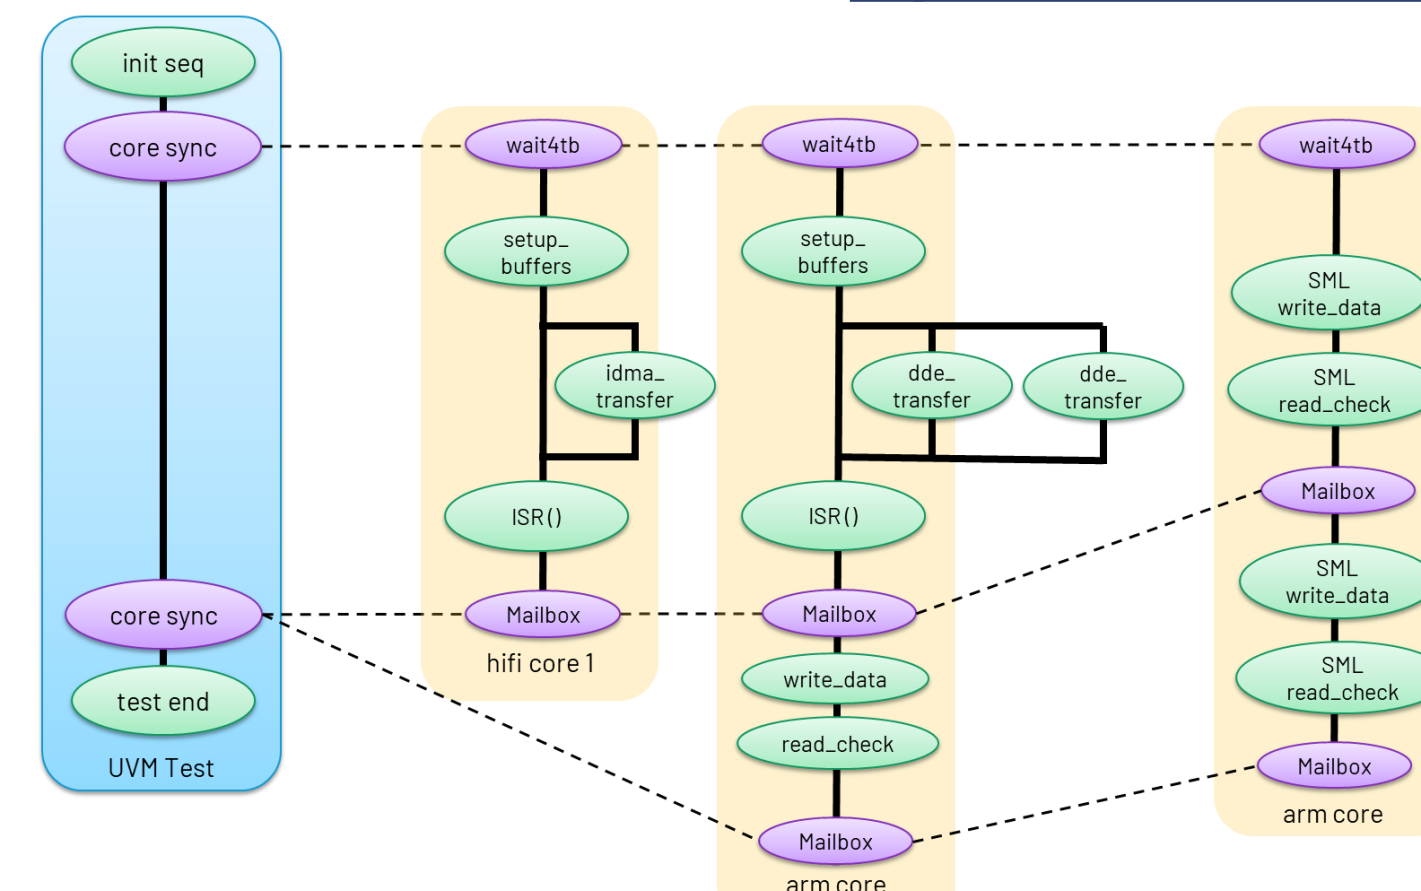 init seq
core sync
core sync
test end
UVM Test
wait4tb
setup_
buffers
idma_
transfer
ISR()
Mailbox
hifi core 1
wait4tb
setup_
buffers
dde_
transfer
dde_
transfer
ISR()
Mailbox
write_data
read_check
Mailbox
arm core
wait4tb
SML
write_data
SML
read_check
Mailbox
SML
write_data
SML
read_check
Mailbox
arm core